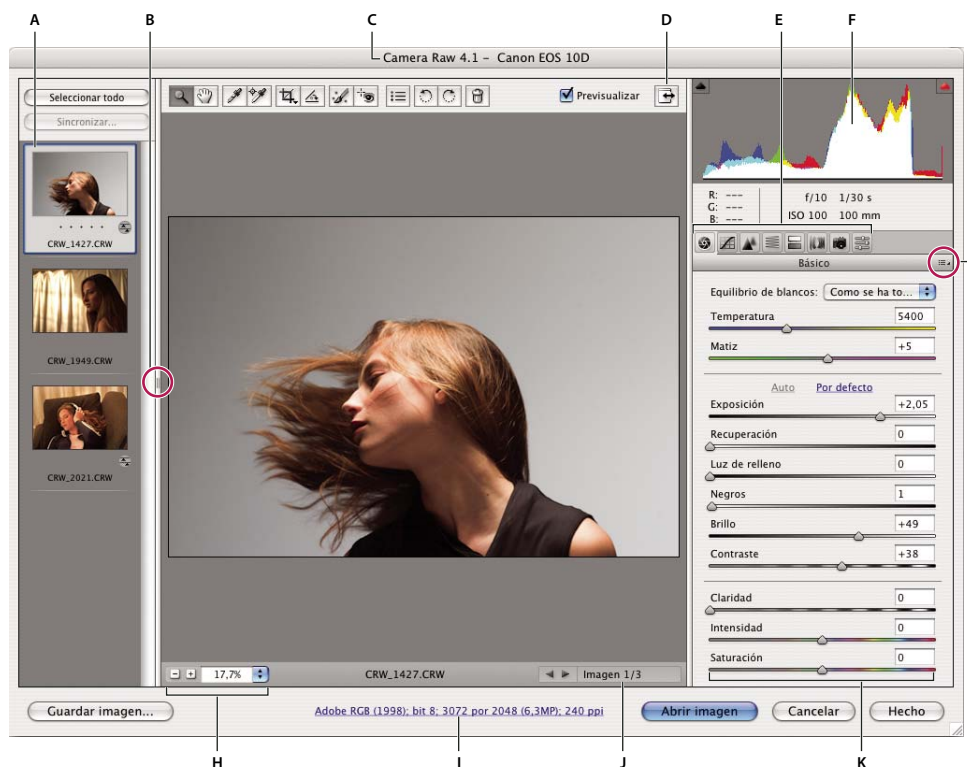 A B C D E F
Camera Raw 4.1 – Canon EOS 10D
Seleccionar todo
Sincronizar...
CRW_1427.CRW
CRW_1949.CRW
CRW_2021.CRW
Previsualizar
R: --- f/10 1/30 s
G: ---
B: --- ISO 100 100 mm
Básico
Equilibrio de blancos: Como se ha to...
Temperatura 5400
Matiz +5
Auto Por defecto
Exposición +2,05
Recuperación 0
Luz de relleno 0
Negros 1
Brillo +49
Contraste +38
Claridad 0
Intensidad 0
Saturación 0
17,7% CRW_1427.CRW Imagen 1/3
Guardar imagen... Adobe RGB (1998); bit 8; 3072 por 2048 (6,3MP); 240 ppi Abrir imagen Cancelar Hecho
H I J K